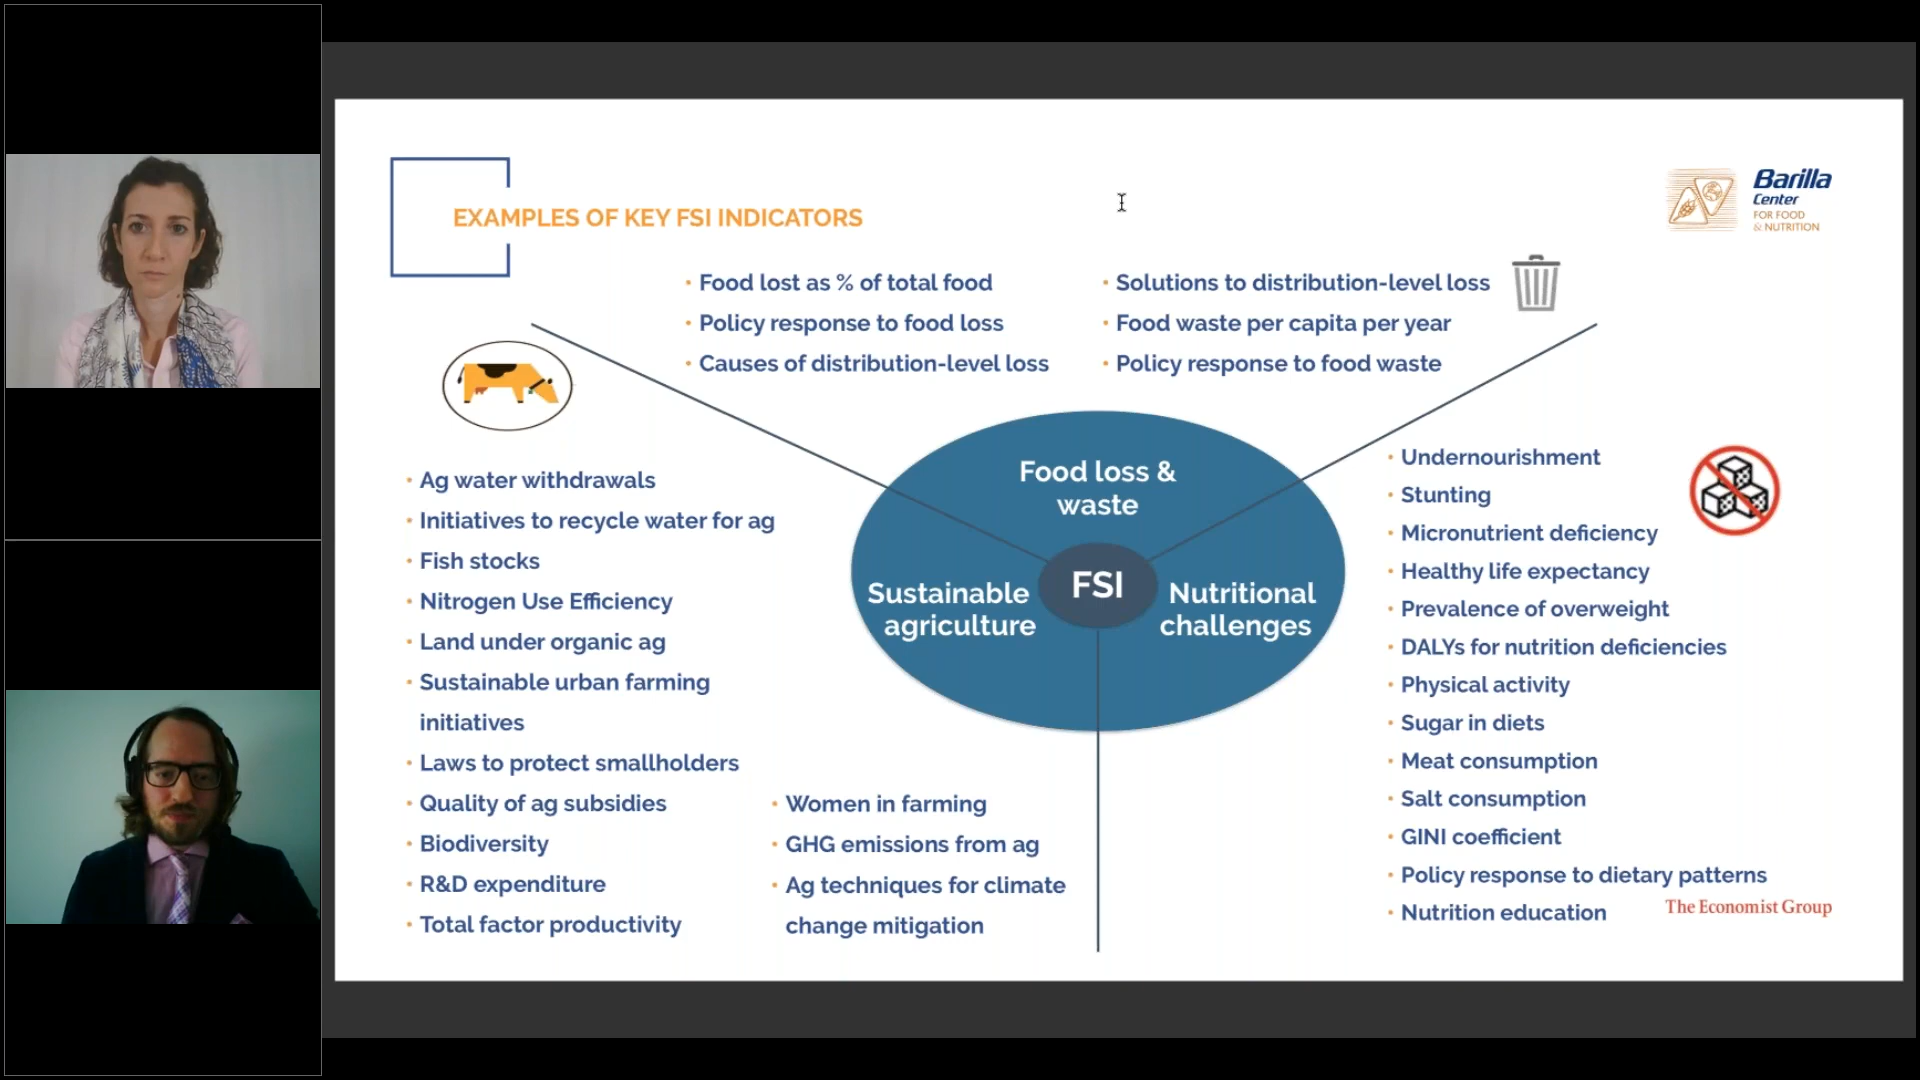 EXAMPLES OF KEY FSI INDICATORS
Barilla
Center
FOR FOOD
& NUTRITION
• Food lost as % of total food
• Policy response to food loss
• Causes of distribution-level loss
• Solutions to distribution-level loss
• Food waste per capita per year
• Policy response to food waste
Food loss &
waste
FSI
Sustainable
agriculture
Nutritional
challenges
• Ag water withdrawals
• Initiatives to recycle water for ag
• Fish stocks
• Nitrogen Use Efficiency
• Land under organic ag
• Sustainable urban farming
initiatives
• Laws to protect smallholders
• Quality of ag subsidies
• Biodiversity
• R&D expenditure
• Total factor productivity
• Women in farming
• GHG emissions from ag
• Ag techniques for climate
change mitigation
• Undernourishment
• Stunting
• Micronutrient deficiency
• Healthy life expectancy
• Prevalence of overweight
• DALYs for nutrition deficiencies
• Physical activity
• Sugar in diets
• Meat consumption
• Salt consumption
• GINI coefficient
• Policy response to dietary patterns
• Nutrition education
The Economist Group